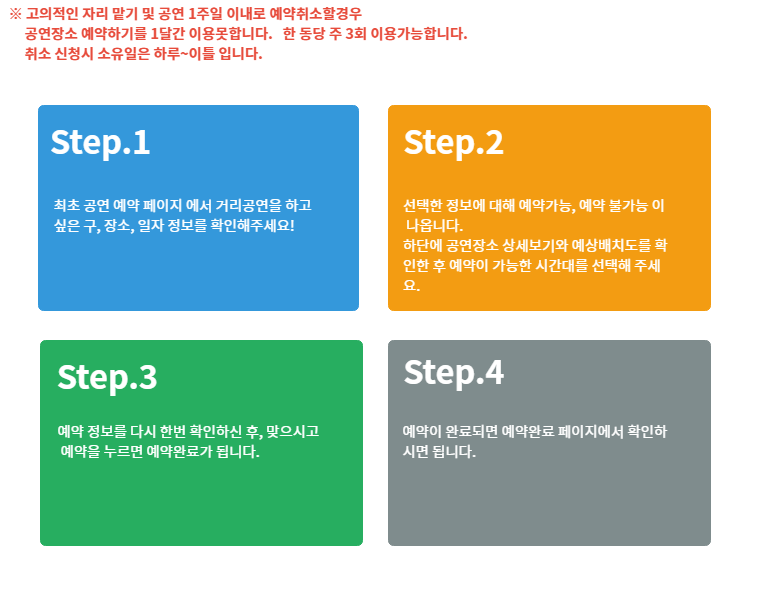 ※ 고의적인 자리 맡기 및 공연 1주일 이내로 예약취소할경우
공연장소 예약하기를 1달간 이용못합니다.   한 동당 주 3회 이용가능합니다.
취소 신청시 소유일은 하루~이틀 입니다.
Step.1
최초 공연 예약 페이지 에서 거리공연을 하고
싶은 구, 장소, 일자 정보를 확인해주세요!
Step.2
선택한 정보에 대해 예약가능, 예약 불가능 이
나옵니다.
하단에 공연장소 상세보기와 예상배치도를 확
인한 후 예약이 가능한 시간대를 선택해 주세
요.
Step.3
예약 정보를 다시 한번 확인하신 후, 맞으시고
예약을 누르면 예약완료가 됩니다.
Step.4
예약이 완료되면 예약완료 페이지에서 확인하
시면 됩니다.